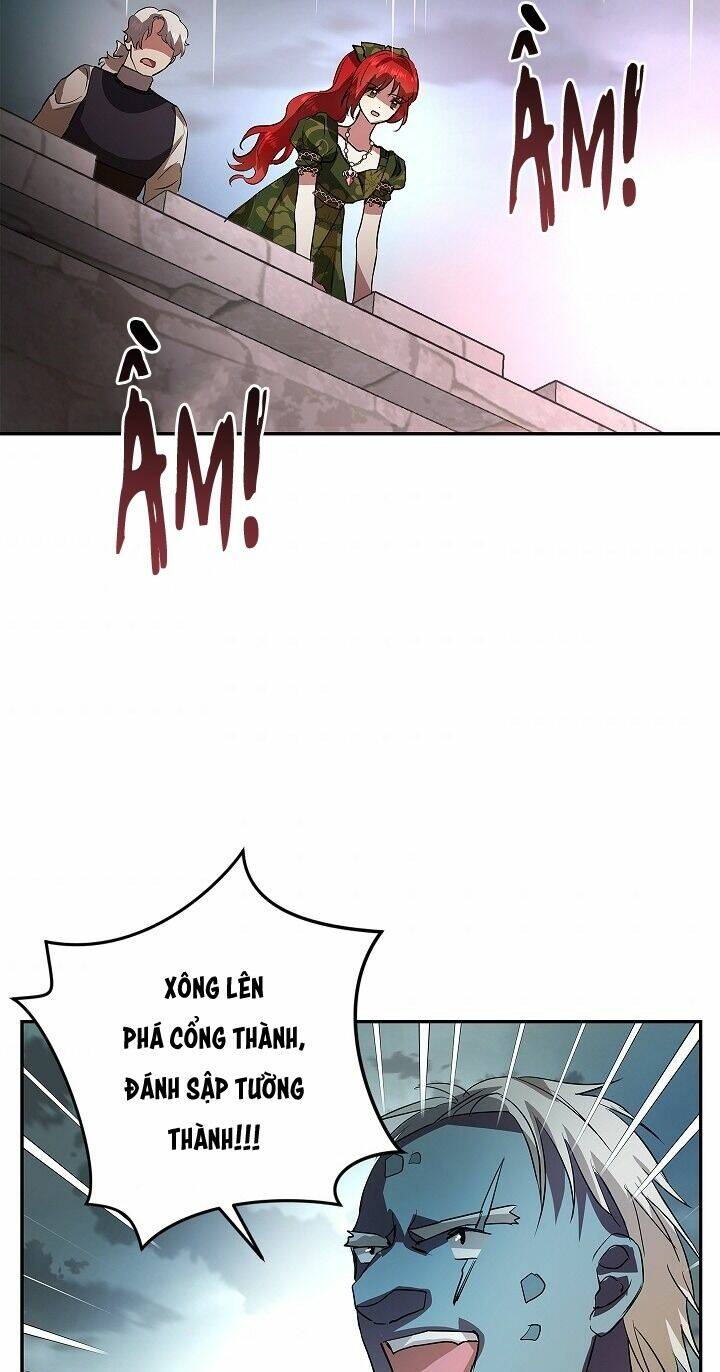 ẦM!
ẦM!
XÔNG LÊN
PHÁ CỔNG THÀNH,
ĐÁNH SẬP TƯỜNG
THÀNH!!!